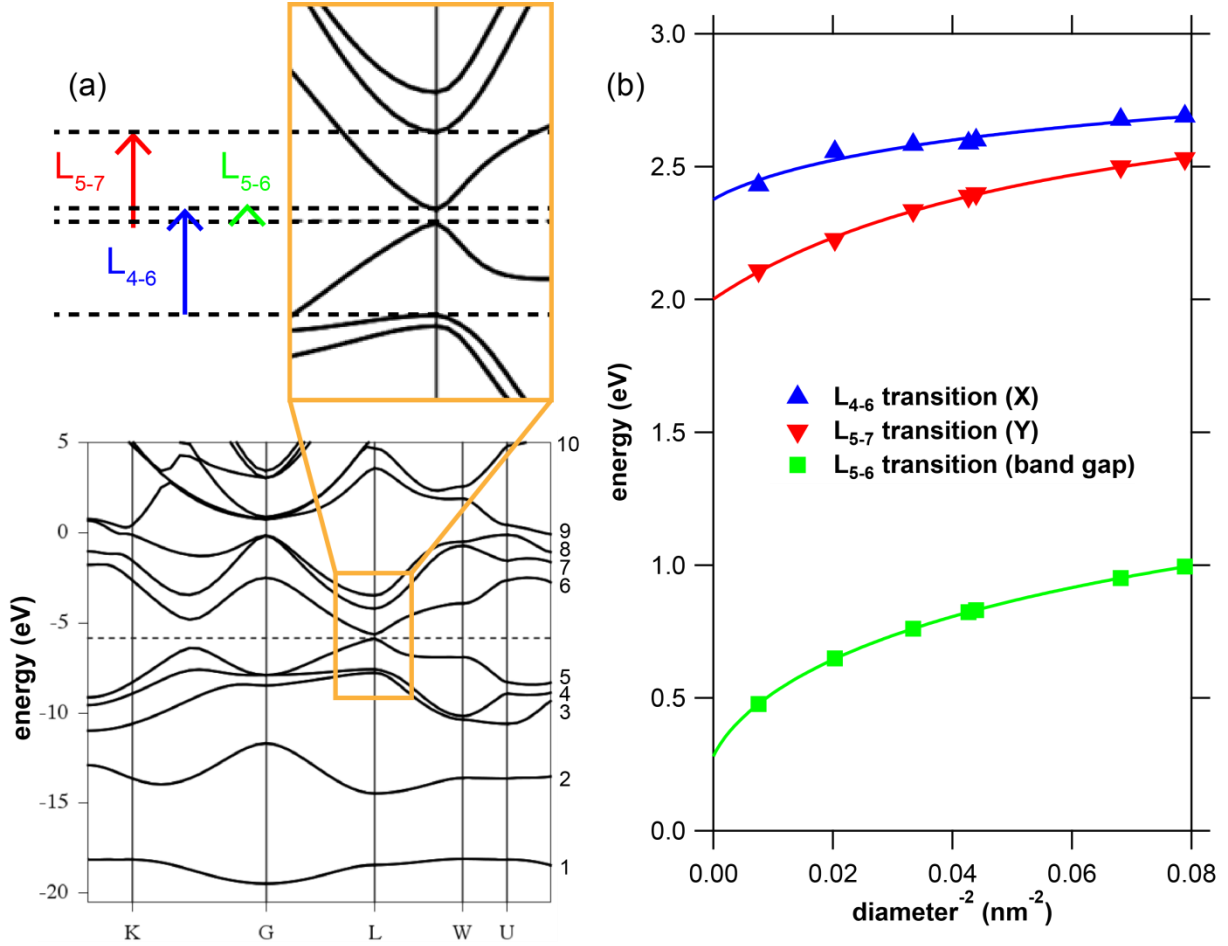 (a)
L5-7
L5-6
L4-6
energy (eV)
5
0
-5
-10
-15
-20
10
9
8
7
6
5
4
3
2
1
K G L W U
(b)
energy (eV)
3.0
2.5
2.0
1.5
1.0
0.5
0.0
L4-6 transition (X)
L5-7 transition (Y)
L5-6 transition (band gap)
0.00 0.02 0.04 0.06 0.08
diameter-2 (nm-2)